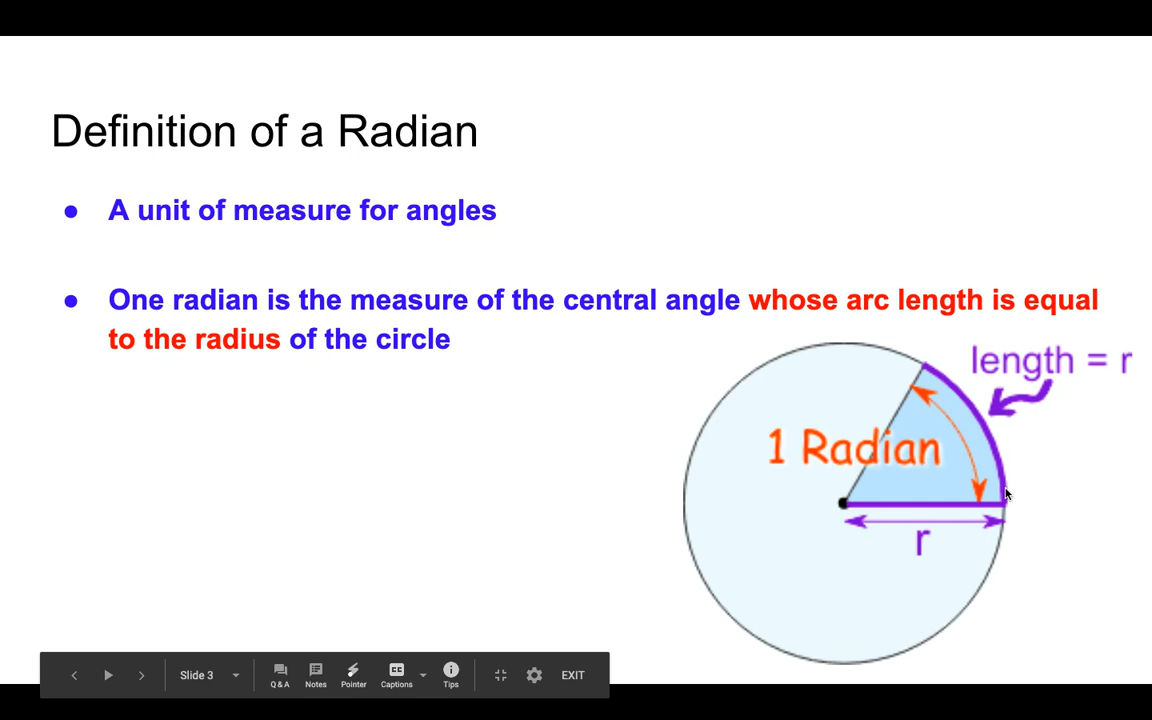 Definition of a Radian
● A unit of measure for angles
● One radian is the measure of the central angle whose arc length is equal
to the radius of the circle
length = r
1 Radian
r
Slide 3
Q & A
Notes
Pointer
CC
Captions
Tips
EXIT